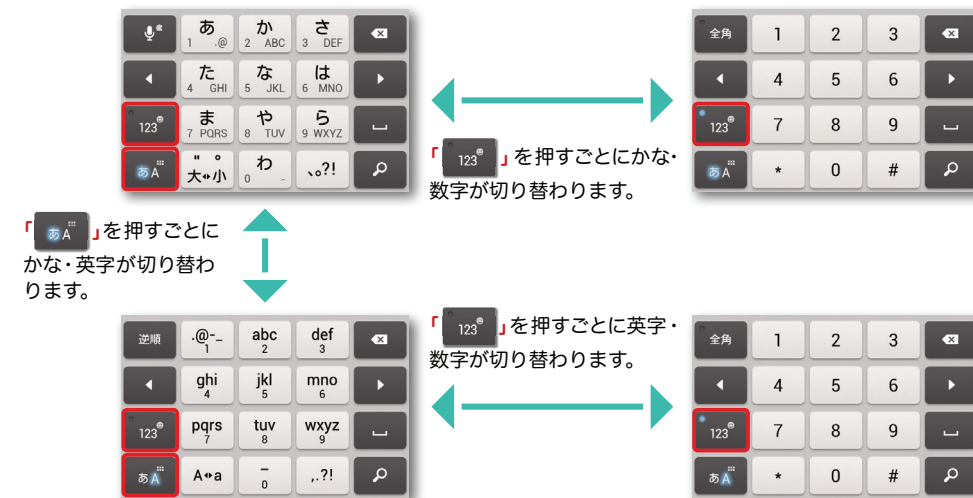 あ か さ
1 .@ 2 ABC 3 DEF
た な は
4 GHI 5 JKL 6 MNO
123 ま や ら
7 PQRS 8 TUV 9 WXYZ
あA 大⇔小 わ 、。?!
0 -
全角 1 2 3
4 5 6
123 7 8 9
あA * 0 #
「 123 」を押すごとにかな・
数字が切り替わります。
「 あA 」を押すごとに
かな・英字が切り替わ
ります。
逆順 .@-_ abc def
1 2 3
ghi jkl mno
4 5 6
123 pqrs tuv wxyz
7 8 9
あA A⇔a _ ,.?!
0
「 123 」を押すごとに英字・
数字が切り替わります。
全角 1 2 3
4 5 6
123 7 8 9
あA * 0 #